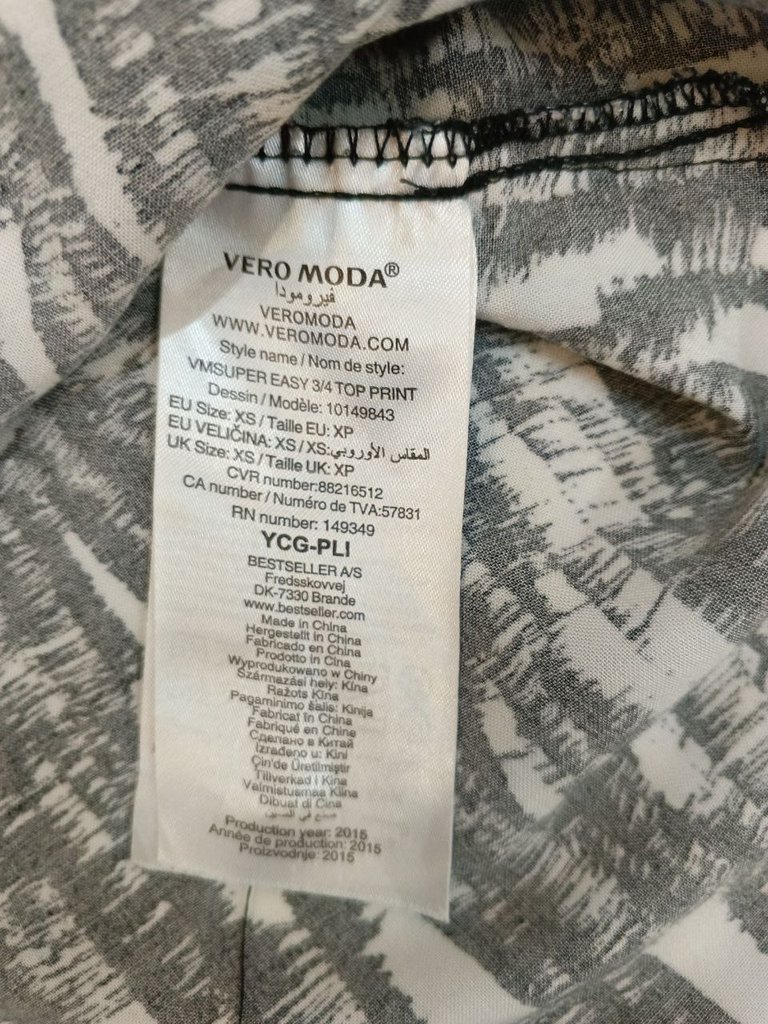 VERO MODA®
فيرومودا
VEROMODA
WWW.VEROMODA.COM
Style name / Nom de style:
VMSUPER EASY 3/4 TOP PRINT
Dessin / Modèle: 10149843
EU Size: XS / Taille EU: XP
EU VELIČINA: XS / XS:المقاس الأوروبي
UK Size: XS / Taille UK: XP
CVR number:88216512
CA number / Numéro de TVA:57831
RN number: 149349
YCG-PLI
BESTSELLER A/S
Fredsskovvej
DK-7330 Brande
www.bestseller.com
Made in China
Hergestellt in China
Fabricado en China
Prodotto in Cina
Wyprodukowano w Chiny
Származási hely: Kína
Ražots Ķīna
Pagaminimo šalis: Kinija
Fabricat în China
Fabriqué en Chine
Сделано в Китай
Izrađeno u: Kini
Çin'de Üretilmiştir
Tillverkad i Kina
Valmistusmaa Kiina
Dibuat di Cina
صنع في الصين
Production year: 2015
Année de production: 2015
Proizvodnje: 2015